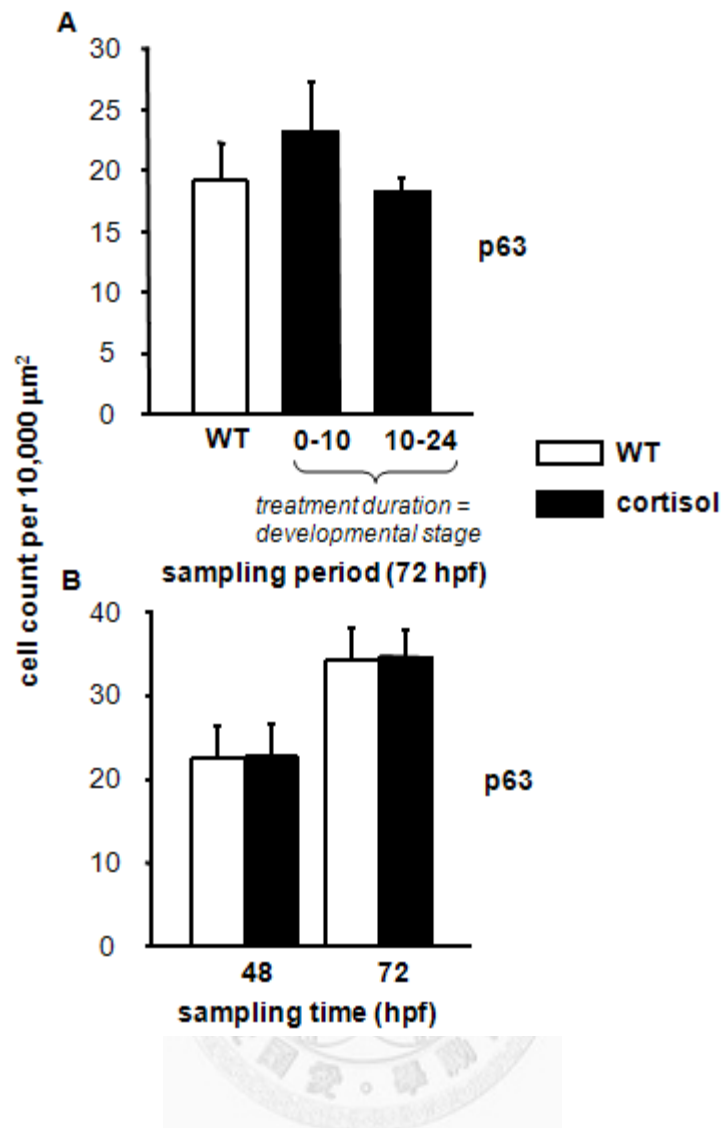 A
30
25
20
15
10
5
0
p63
WT 0-10 10-24
treatment duration =
developmental stage
sampling period (72 hpf)
WT
cortisol
cell count per 10,000 μm²
B
40
30
20
10
0
p63
48 72
sampling time (hpf)